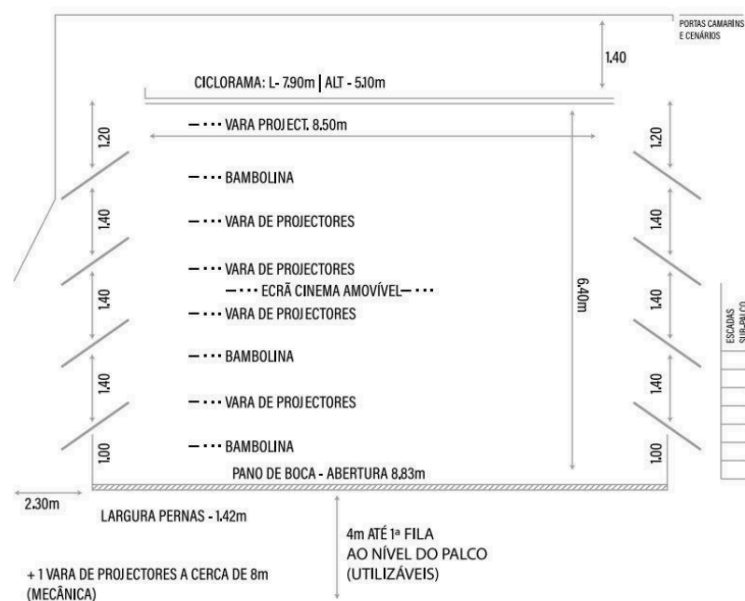 PORTAS CAMARINS
E CENÁRIOS
1.40
CICLORAMA: L- 7.90m | ALT - 5.10m
VARA PROJECT. 8.50m
1.20
1.20
BAMBOLINA
VARA DE PROJECTORES
1.40
1.40
VARA DE PROJECTORES
ECRÃ CINEMA AMOVÍVEL
6.40m
1.40
1.40
VARA DE PROJECTORES
ESCADAS
SUB-PALCO
BAMBOLINA
1.40
1.40
VARA DE PROJECTORES
BAMBOLINA
1.00
1.00
PANO DE BOCA - ABERTURA 8.83m
2.30m
LARGURA PERNAS - 1.42m
4m ATÉ 1ª FILA
AO NÍVEL DO PALCO
(UTILIZÁVEIS)
+ 1 VARA DE PROJECTORES A CERCA DE 8m
(MECÂNICA)